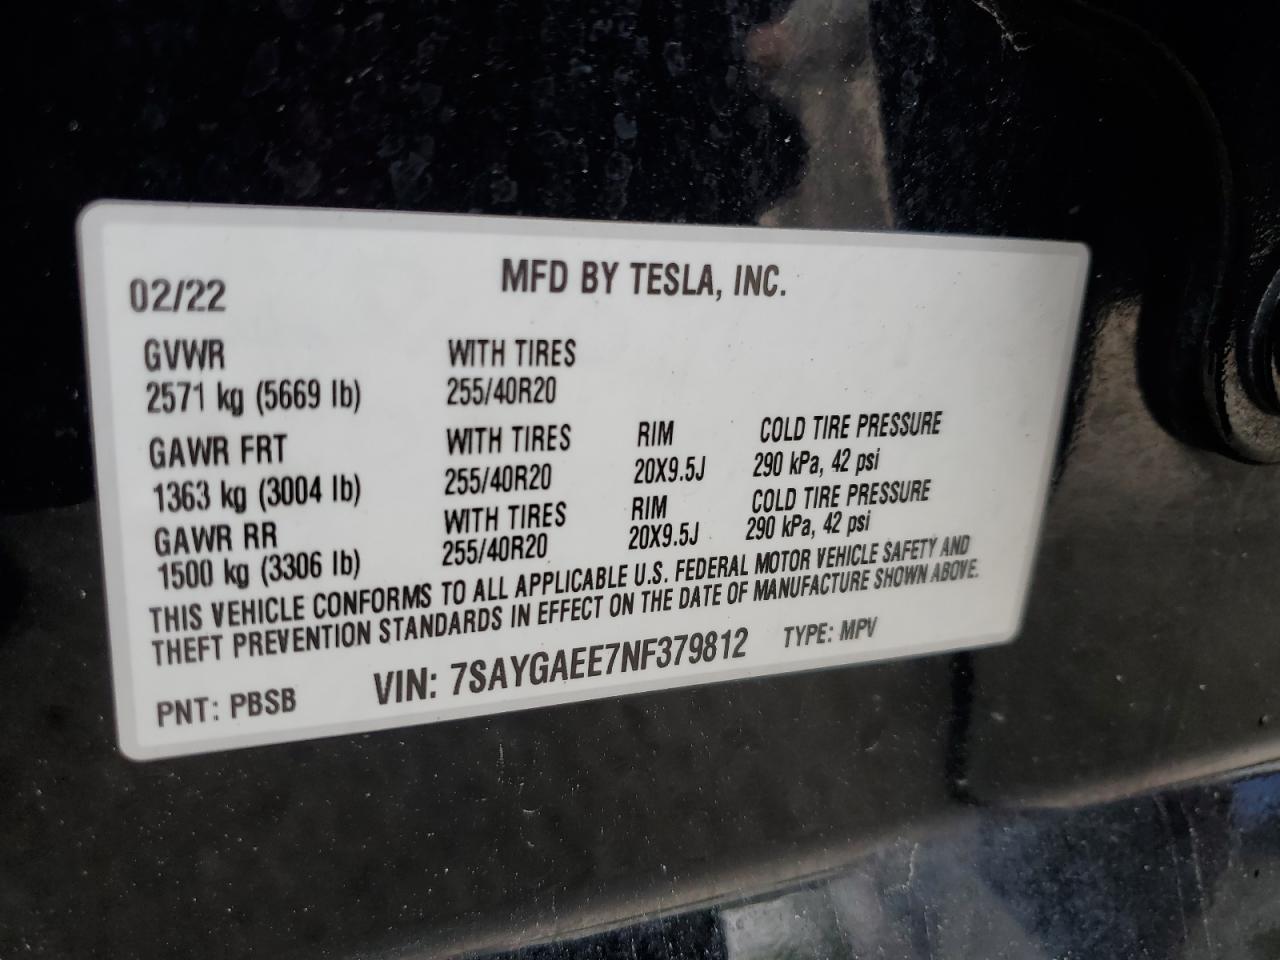 02/22 MFD BY TESLA, INC.
GVWR WITH TIRES
2571 kg (5669 lb) 255/40R20
GAWR FRT WITH TIRES RIM COLD TIRE PRESSURE
1363 kg (3004 lb) 255/40R20 20X9.5J 290 kPa, 42 psi
GAWR RR WITH TIRES RIM COLD TIRE PRESSURE
1500 kg (3306 lb) 255/40R20 20X9.5J 290 kPa, 42 psi
THIS VEHICLE CONFORMS TO ALL APPLICABLE U.S. FEDERAL MOTOR VEHICLE SAFETY AND
THEFT PREVENTION STANDARDS IN EFFECT ON THE DATE OF MANUFACTURE SHOWN ABOVE.
PNT: PBSB VIN: 7SAYGAEE7NF379812 TYPE: MPV